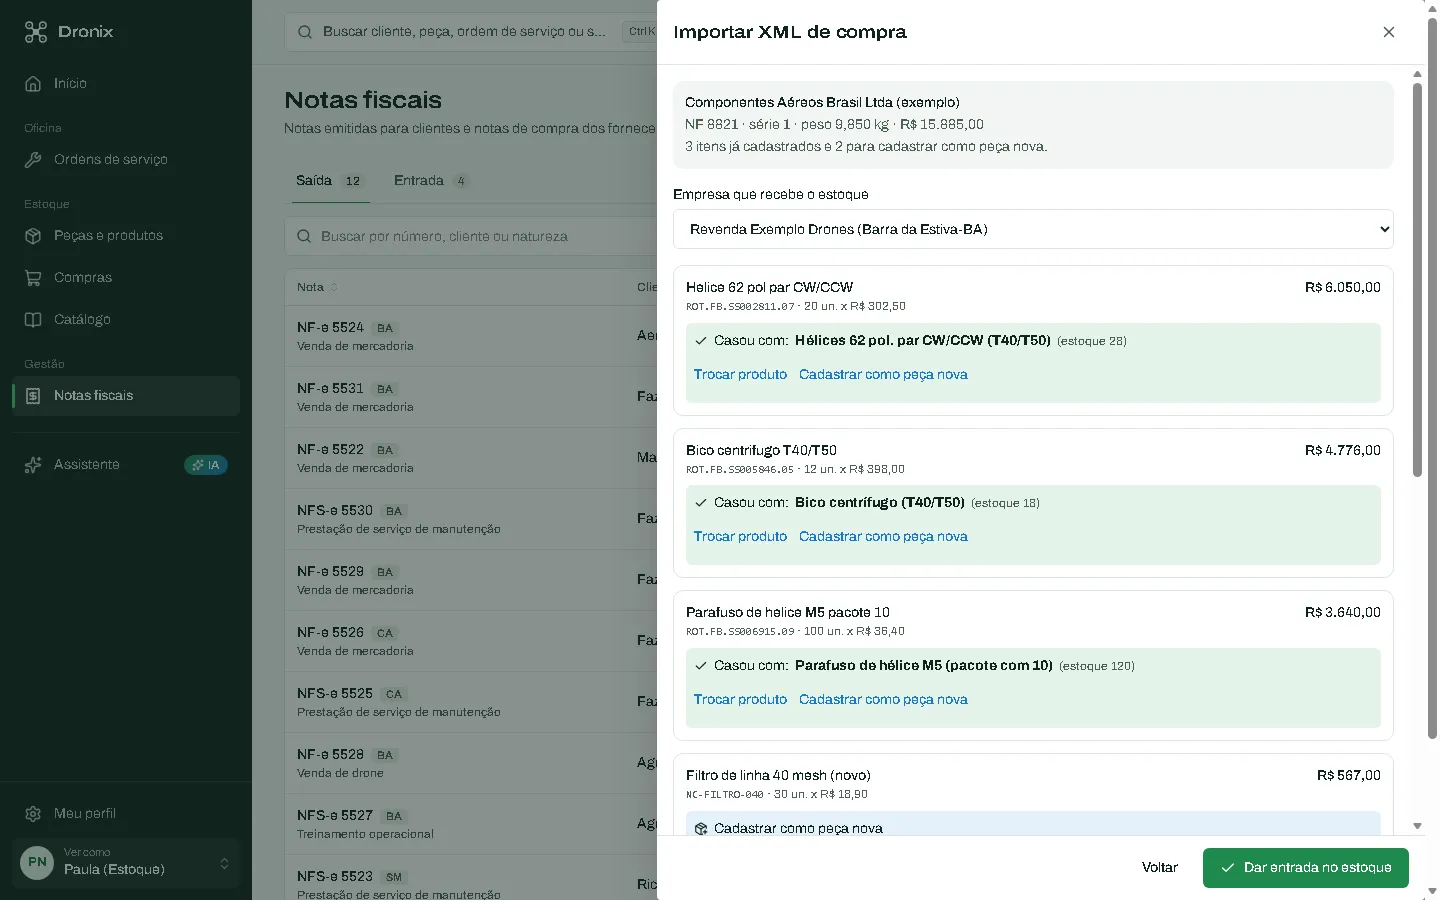 Dronix
Início
Oficina
Ordens de serviço
Estoque
Peças e produtos
Compras
Catálogo
Gestão
Notas fiscais
Assistente
IA
Meu perfil
PN
Ver como
Paula (Estoque)
Buscar cliente, peça, ordem de serviço ou s...
Ctrl K
Notas fiscais
Notas emitidas para clientes e notas de compra dos fornece
Saída 12
Entrada 4
Buscar por número, cliente ou natureza
Nota
Clie
NF-e 5524 BA
Venda de mercadoria
Aer
NF-e 5531 BA
Venda de mercadoria
Faz
NF-e 5522 BA
Venda de mercadoria
Ma
NFS-e 5530 BA
Prestação de serviço de manutenção
Faz
NF-e 5529 BA
Venda de mercadoria
Faz
NF-e 5526 CA
Venda de mercadoria
Faz
NFS-e 5525 CA
Prestação de serviço de manutenção
Faz
NF-e 5528 BA
Venda de drone
Agr
NFS-e 5527 BA
Treinamento operacional
Agr
NFS-e 5523 SM
Prestação de serviço de manutenção
Ric
Importar XML de compra
Componentes Aéreos Brasil Ltda (exemplo)
NF 8821 · série 1 · peso 9,850 kg · R$ 15.885,00
3 itens já cadastrados e 2 para cadastrar como peça nova.
Empresa que recebe o estoque
Revenda Exemplo Drones (Barra da Estiva-BA)
Helice 62 pol par CW/CCW
R$ 6.050,00
ROT.FB.SS002811.07 · 20 un. x R$ 302,50
Casou com: Hélices 62 pol. par CW/CCW (T40/T50) (estoque 28)
Trocar produto Cadastrar como peça nova
Bico centrifugo T40/T50
R$ 4.776,00
ROT.FB.SS005846.05 · 12 un. x R$ 398,00
Casou com: Bico centrífugo (T40/T50) (estoque 18)
Trocar produto Cadastrar como peça nova
Parafuso de helice M5 pacote 10
R$ 3.640,00
ROT.FB.SS006915.09 · 100 un. x R$ 36,40
Casou com: Parafuso de hélice M5 (pacote com 10) (estoque 120)
Trocar produto Cadastrar como peça nova
Filtro de linha 40 mesh (novo)
R$ 567,00
NC-FILTRO-040 · 30 un. x R$ 18,90
Cadastrar como peça nova
Voltar
Dar entrada no estoque